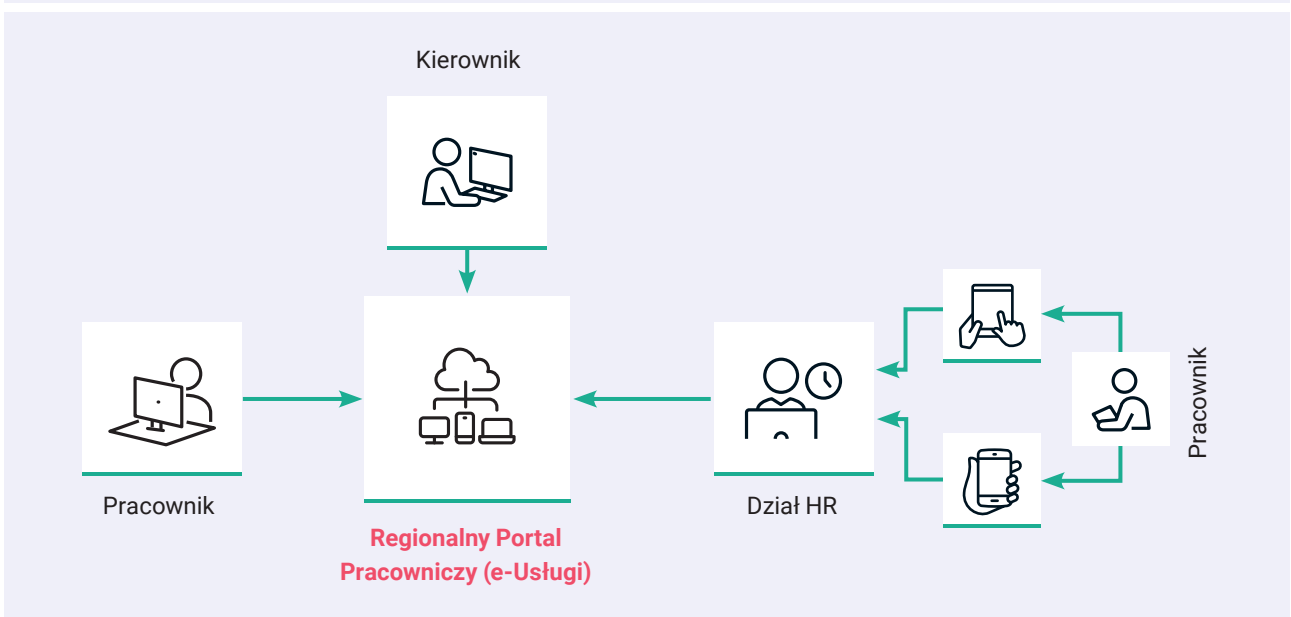 Kierownik
Pracownik
Dział HR
Pracownik
Regionalny Portal
Pracowniczy (e-Usługi)